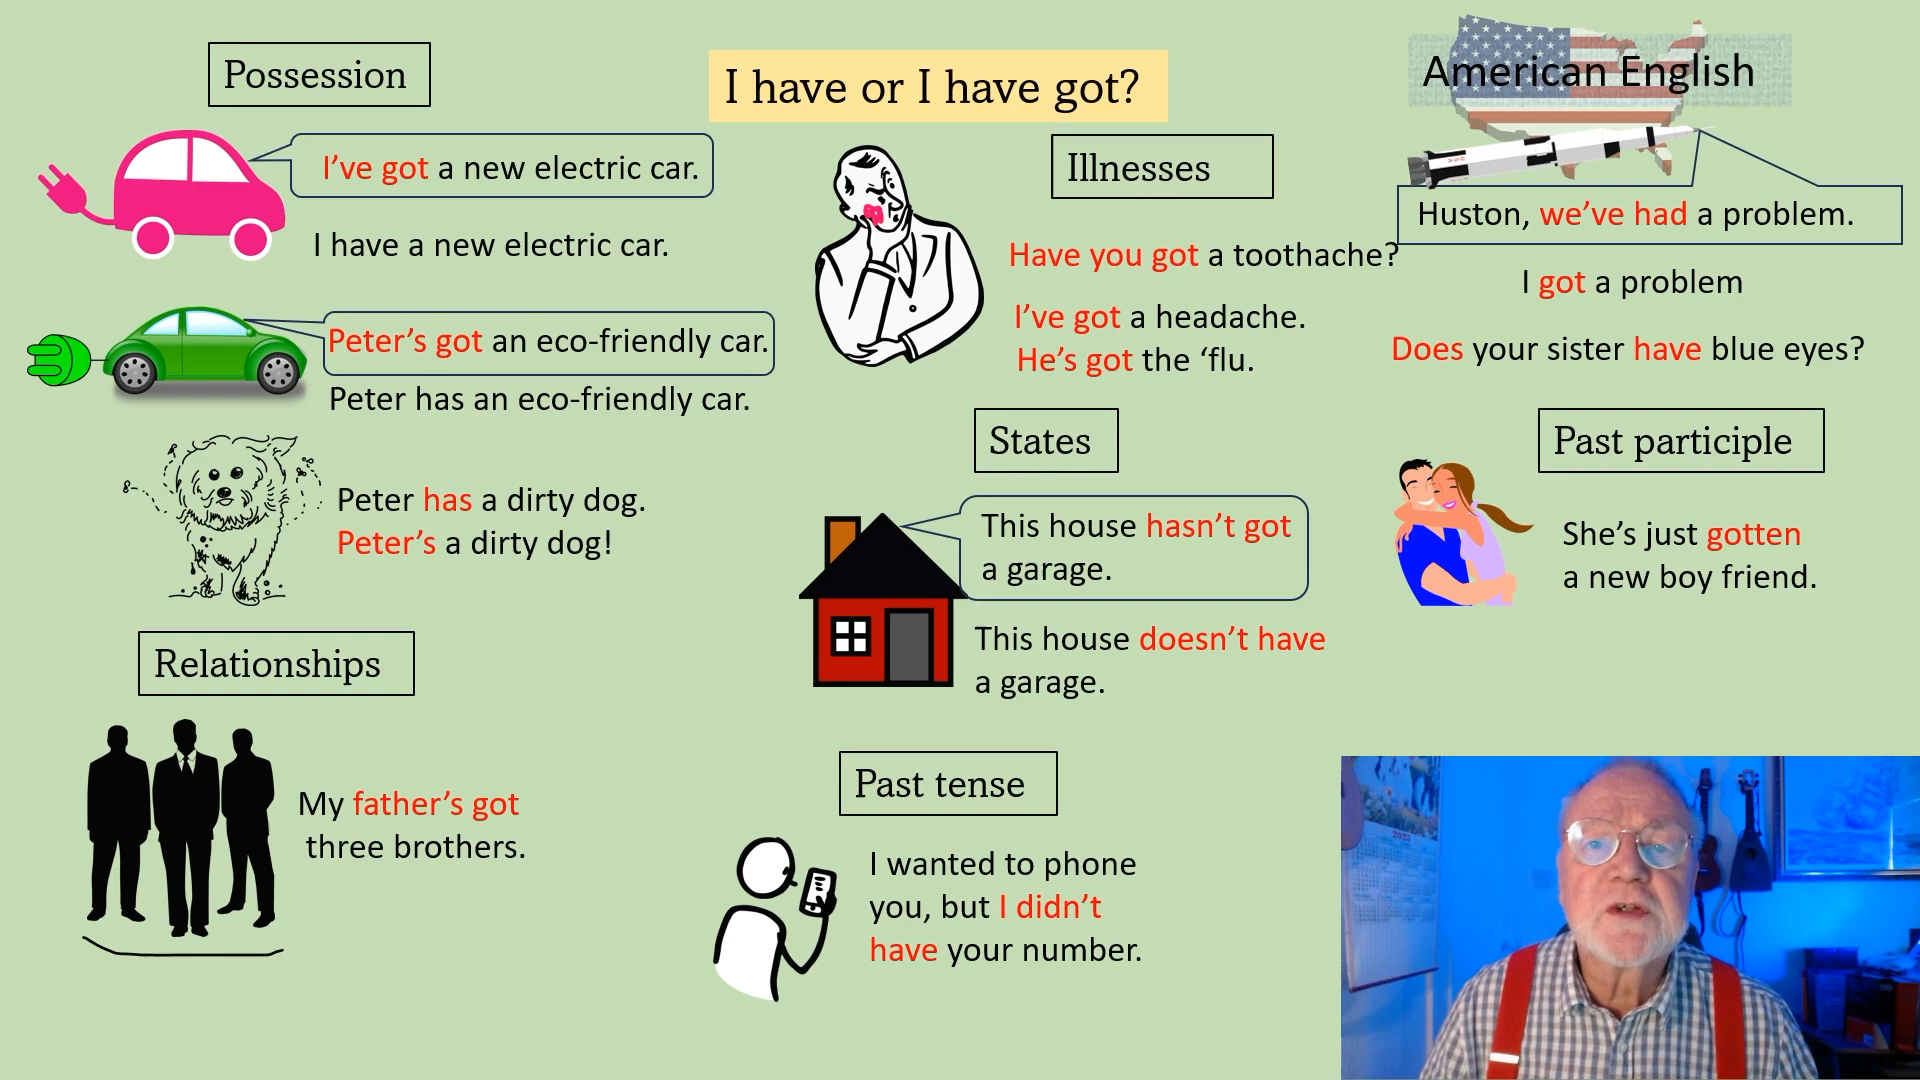 I have or I have got?
Possession
I’ve got a new electric car.
I have a new electric car.
Peter’s got an eco-friendly car.
Peter has an eco-friendly car.
Peter has a dirty dog.
Peter’s a dirty dog!
Relationships
My father’s got
three brothers.
Illnesses
Have you got a toothache?
I’ve got a headache.
He’s got the ‘flu.
States
This house hasn’t got
a garage.
This house doesn’t have
a garage.
Past tense
I wanted to phone
you, but I didn’t
have your number.
American English
Huston, we’ve had a problem.
I got a problem
Does your sister have blue eyes?
Past participle
She’s just gotten
a new boy friend.
2022